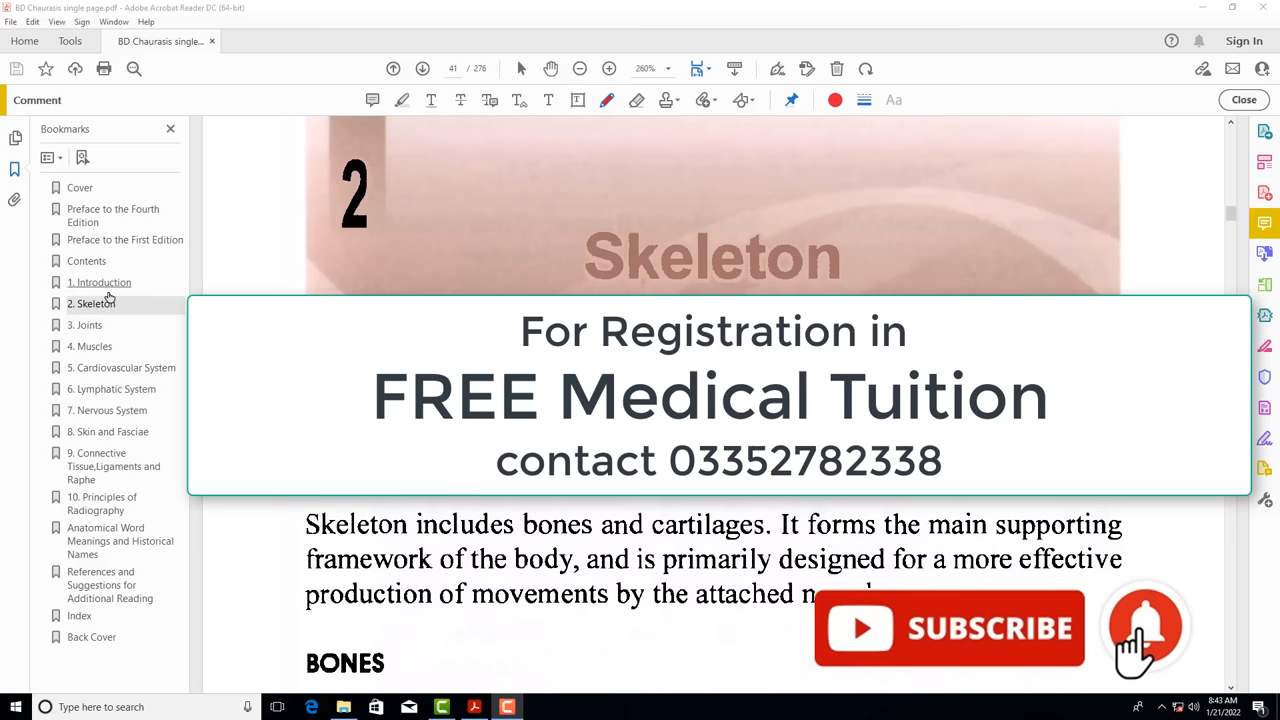 BD Chaurasis single page.pdf - Adobe Acrobat Reader DC (64-bit)
File Edit View Sign Window Help
Home Tools BD Chaurasis single... × Sign In
41 / 276 260%
Comment Aa Close
Bookmarks
Cover
Preface to the Fourth
Edition
Preface to the First Edition
Contents
1. Introduction
2. Skeleton
3. Joints
4. Muscles
5. Cardiovascular System
6. Lymphatic System
7. Nervous System
8. Skin and Fasciae
9. Connective
Tissue,Ligaments and
Raphe
10. Principles of
Radiography
Anatomical Word
Meanings and Historical
Names
References and
Suggestions for
Additional Reading
Index
Back Cover
2
Skeleton
For Registration in
FREE Medical Tuition
contact 03352782338
Skeleton includes bones and cartilages. It forms the main supporting
framework of the body, and is primarily designed for a more effective
production of movements by the attached
SUBSCRIBE
BONES
Type here to search
8:43 AM
1/21/2022